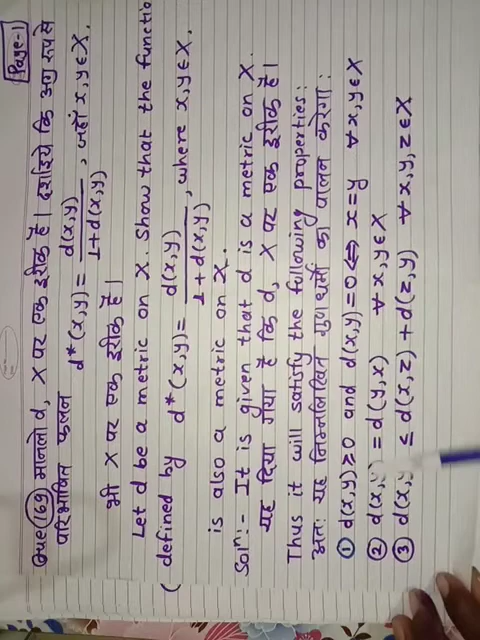 Page-1
Que 169 मानलो d, X पर एक दूरीक है। दर्शाइये कि अग्र रूप से
परिभाषित फलन d*(x,y) = d(x,y) / 1+d(x,y) , जहाँ x,y ∈ X,
भी X पर एक दूरीक है।
Let d be a metric on X. Show that the functio
( defined by d*(x,y) = d(x,y) / 1+d(x,y) , where x,y ∈ X,
is also a metric on X.
Solⁿ:- It is given that d is a metric on X.
यह दिया गया है कि d, X पर एक दूरीक है।
Thus it will satisfy the following properties:
अतः यह निम्नलिखित गुणधर्मों का पालन करेगा:
① d(x,y) ≥ 0 and d(x,y) = 0 ⇔ x = y ∀ x,y ∈ X
② d(x,y) = d(y,x) ∀ x,y ∈ X
③ d(x,y ≤ d(x,z) + d(z,y) ∀ x,y,z ∈ X